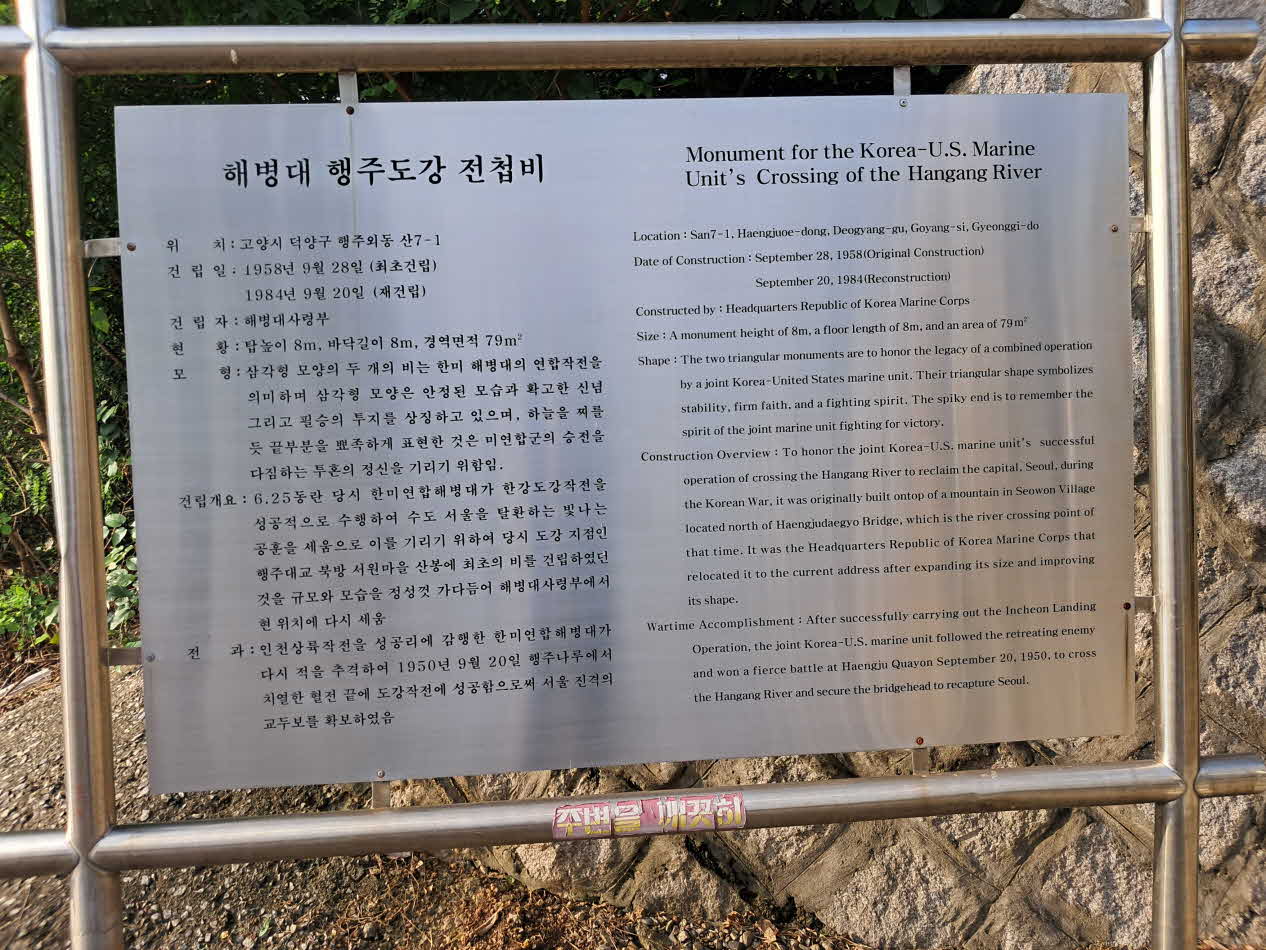 해병대 행주도강 전첩비
위 치 : 고양시 덕양구 행주외동 산7-1
건 립 일 : 1958년 9월 28일 (최초건립)
1984년 9월 20일 (재건립)
건 립 자 : 해병대사령부
현 황 : 탑높이 8m, 바닥길이 8m, 경역면적 79m²
모 형 : 삼각형 모양의 두 개의 비는 한미 해병대의 연합작전을
의미하며 삼각형 모양은 안정된 모습과 확고한 신념
그리고 필승의 투지를 상징하고 있으며, 하늘을 찌를
듯 끝부분을 뾰족하게 표현한 것은 미연합군의 승전을
다짐하는 투혼의 정신을 기리기 위함임.
건립개요 : 6.25동란 당시 한미연합해병대가 한강도강작전을
성공적으로 수행하여 수도 서울을 탈환하는 빛나는
공훈을 세움으로 이를 기리기 위하여 당시 도강 지점인
행주대교 북방 서원마을 산봉에 최초의 비를 건립하였던
것을 규모와 모습을 정성껏 가다듬어 해병대사령부에서
현 위치에 다시 세움
전 과 : 인천상륙작전을 성공리에 감행한 한미연합해병대가
다시 적을 추격하여 1950년 9월 20일 행주나루에서
치열한 혈전 끝에 도강작전에 성공함으로써 서울 진격의
교두보를 확보하였음
Monument for the Korea-U.S. Marine
Unit's Crossing of the Hangang River
Location : San7-1, Haengjuoe-dong, Deogyang-gu, Goyang-si, Gyeonggi-do
Date of Construction : September 28, 1958(Original Construction)
September 20, 1984(Reconstruction)
Constructed by : Headquarters Republic of Korea Marine Corps
Size : A monument height of 8m, a floor length of 8m, and an area of 79m²
Shape : The two triangular monuments are to honor the legacy of a combined operation
by a joint Korea-United States marine unit. Their triangular shape symbolizes
stability, firm faith, and a fighting spirit. The spiky end is to remember the
spirit of the joint marine unit fighting for victory.
Construction Overview : To honor the joint Korea-U.S. marine unit's successful
operation of crossing the Hangang River to reclaim the capital, Seoul, during
the Korean War, it was originally built ontop of a mountain in Seowon Village
located north of Haengjudaegyo Bridge, which is the river crossing point of
that time. It was the Headquarters Republic of Korea Marine Corps that
relocated it to the current address after expanding its size and improving
its shape.
Wartime Accomplishment : After successfully carrying out the Incheon Landing
Operation, the joint Korea-U.S. marine unit followed the retreating enemy
and won a fierce battle at Haengju Quayon September 20, 1950, to cross
the Hangang River and secure the bridgehead to recapture Seoul.
주변을 깨끗히